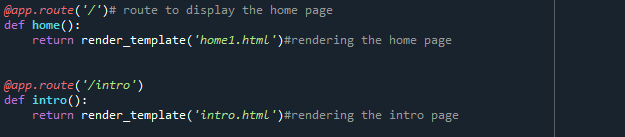 @app.route('/')# route to display the home page
def home():
    return render_template('home1.html')#rendering the home page
@app.route('/intro')
def intro():
    return render_template('intro.html')#rendering the intro page